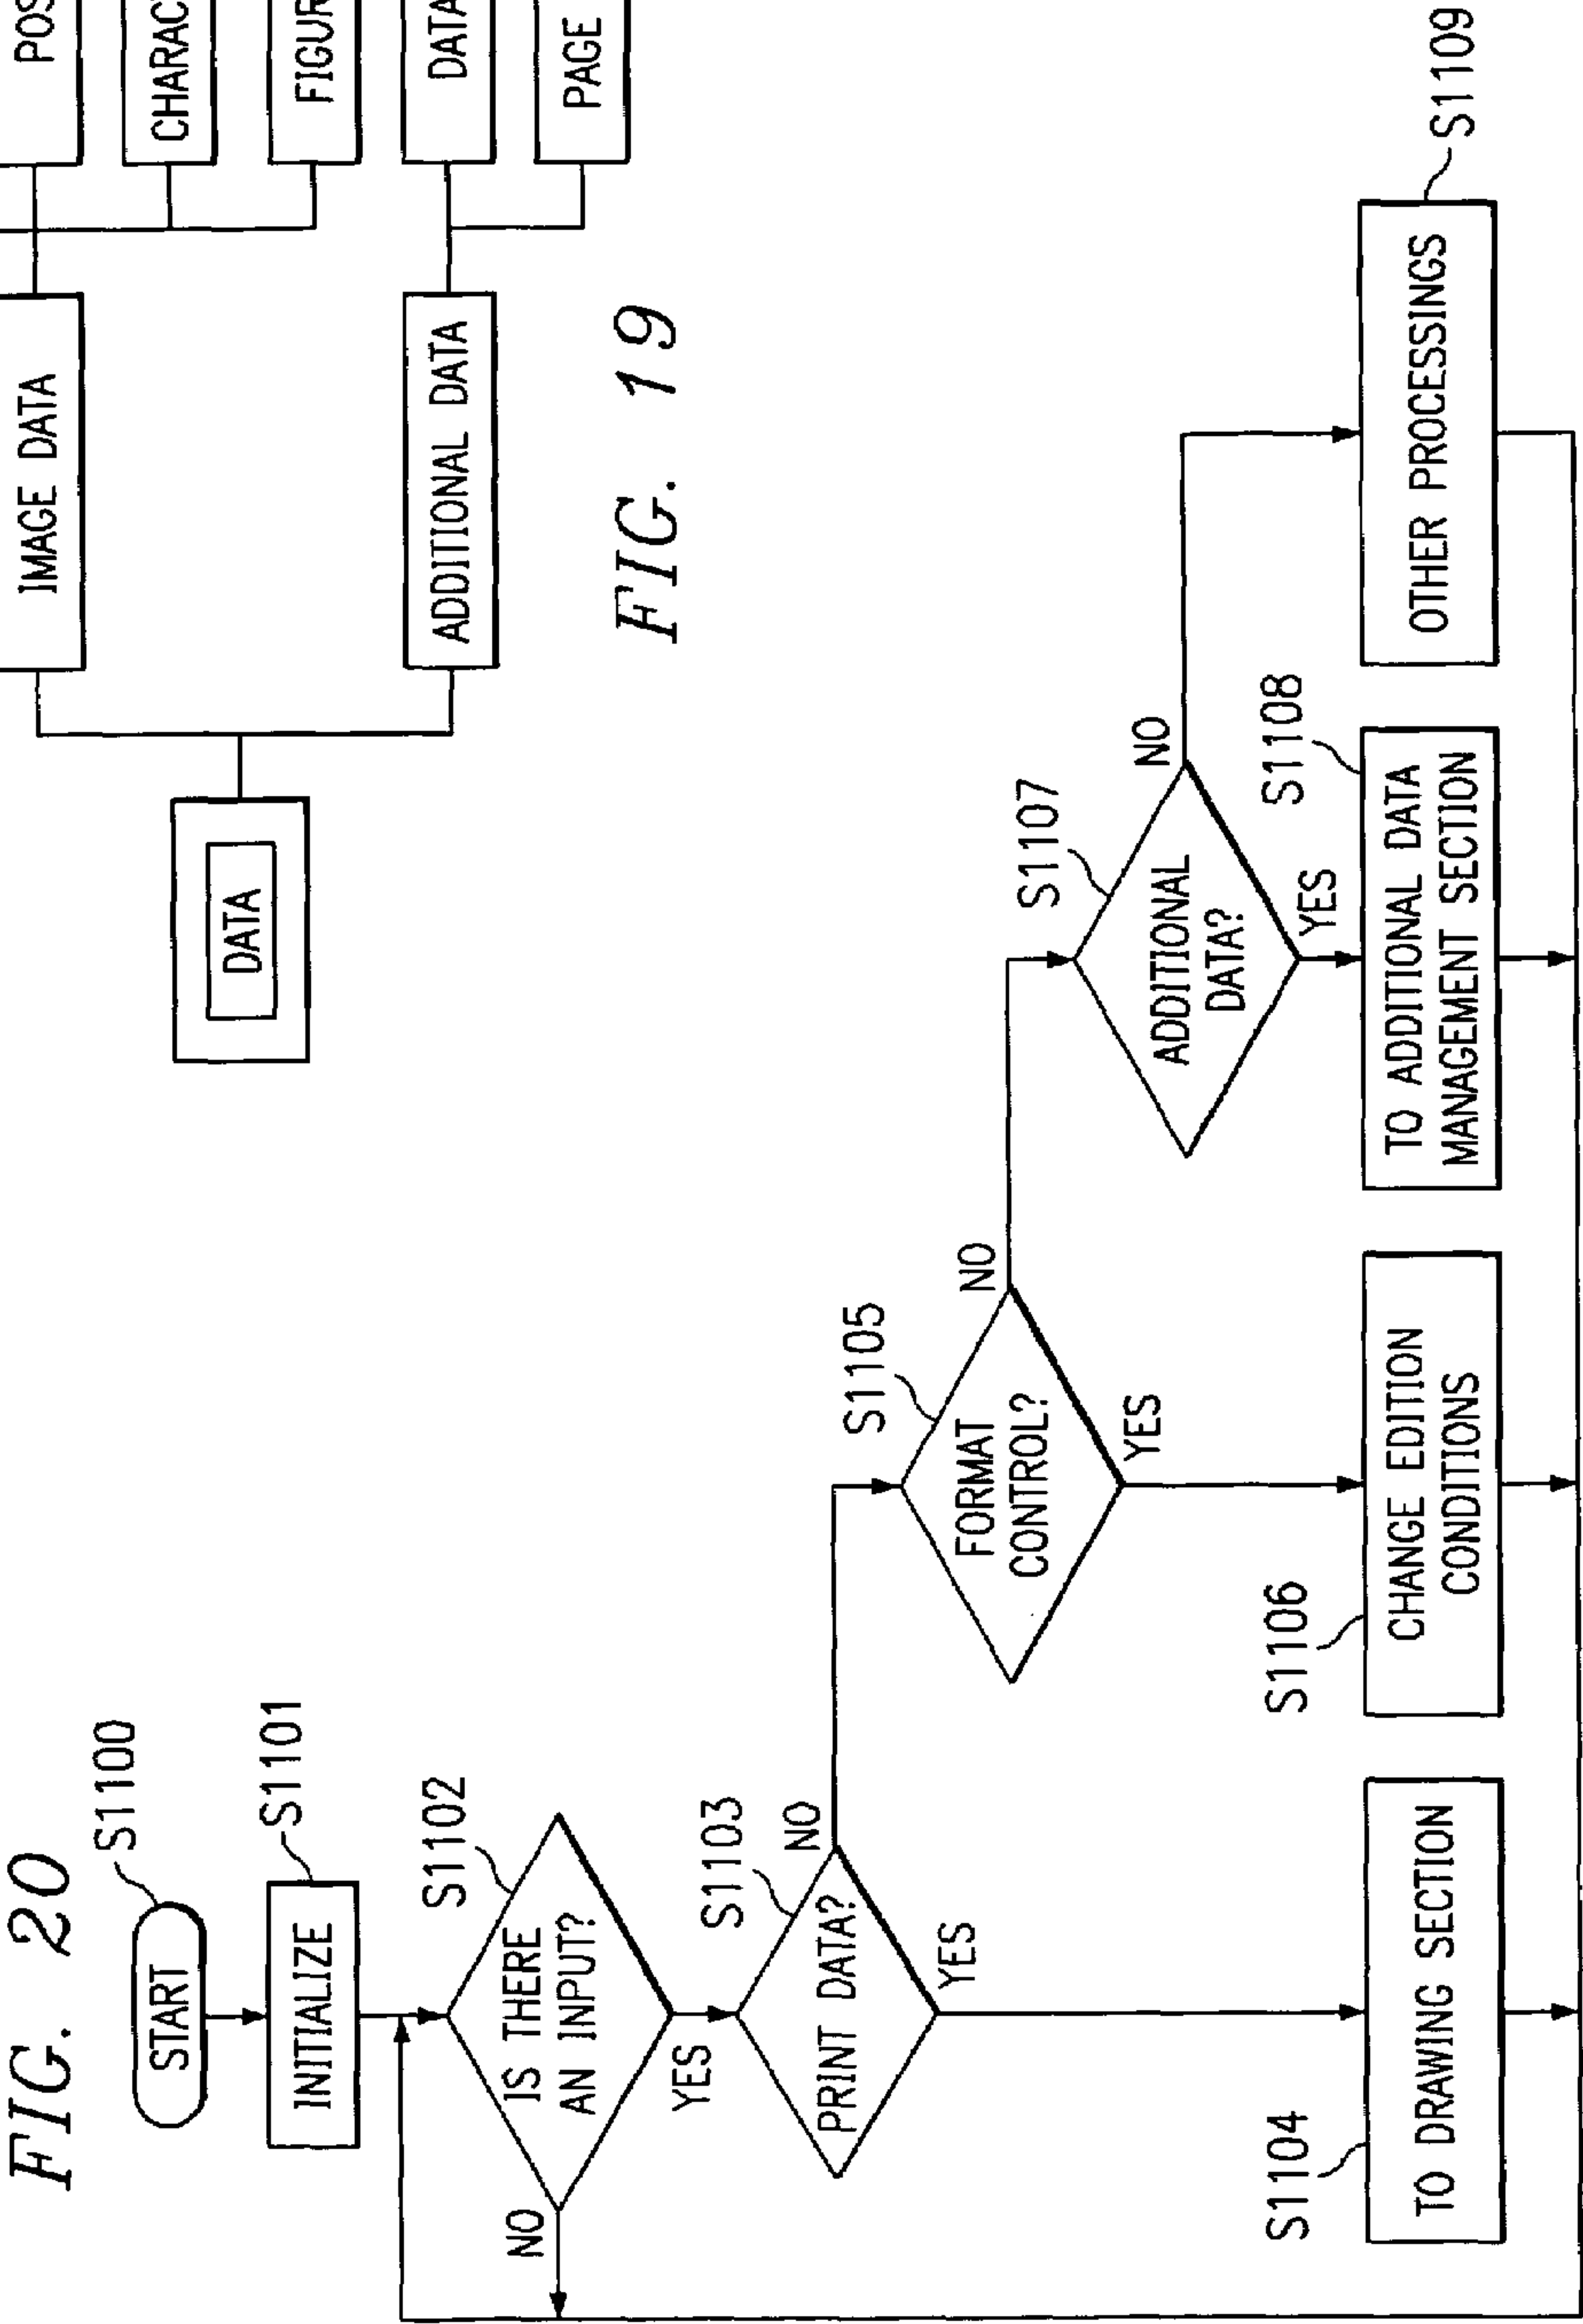 FIG. 20
START
S1100
INITIALIZE
S1101
IS THERE
AN INPUT?
S1102
NO
YES
PRINT DATA?
S1103
NO
YES
FORMAT
CONTROL?
S1105
NO
YES
ADDITIONAL
DATA?
S1107
NO
YES
S1104
TO DRAWING SECTION
S1106
CHANGE EDITION
CONDITIONS
S1108
TO ADDITIONAL DATA
MANAGEMENT SECTION
OTHER PROCESSINGS
S1109
DATA
IMAGE DATA
POS
CHARAC
FIGUR
ADDITIONAL DATA
DATA
PAGE
FIG. 19